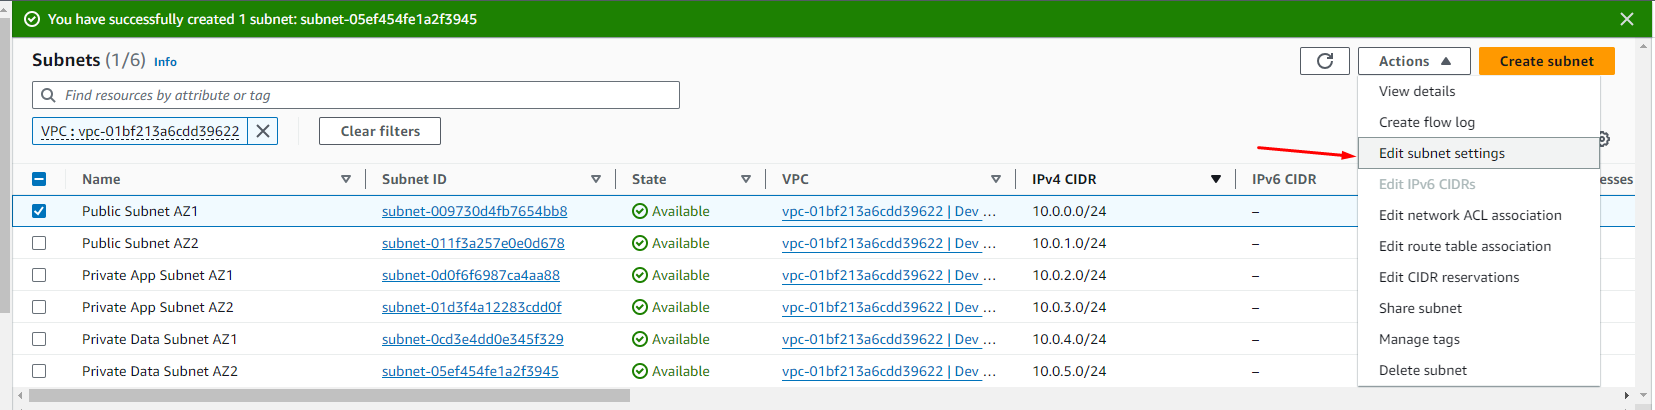 You have successfully created 1 subnet: subnet-05ef454fe1a2f3945
Subnets (1/6) Info
Actions
Create subnet
Find resources by attribute or tag
View details
VPC : vpc-01bf213a6cdd39622
Clear filters
Create flow log
Edit subnet settings
Name Subnet ID State VPC IPv4 CIDR IPv6 CIDR
Edit IPv6 CIDRs
esses
Public Subnet AZ1 subnet-009730d4fb7654bb8 Available vpc-01bf213a6cdd39622 | Dev ... 10.0.0.0/24 –
Edit network ACL association
Public Subnet AZ2 subnet-011f3a257e0e0d678 Available vpc-01bf213a6cdd39622 | Dev ... 10.0.1.0/24 –
Edit route table association
Private App Subnet AZ1 subnet-0d0f6f6987ca4aa88 Available vpc-01bf213a6cdd39622 | Dev ... 10.0.2.0/24 –
Edit CIDR reservations
Private App Subnet AZ2 subnet-01d3f4a12283cdd0f Available vpc-01bf213a6cdd39622 | Dev ... 10.0.3.0/24 –
Share subnet
Private Data Subnet AZ1 subnet-0cd3e4dd0e345f329 Available vpc-01bf213a6cdd39622 | Dev ... 10.0.4.0/24 –
Manage tags
Private Data Subnet AZ2 subnet-05ef454fe1a2f3945 Available vpc-01bf213a6cdd39622 | Dev ... 10.0.5.0/24 –
Delete subnet